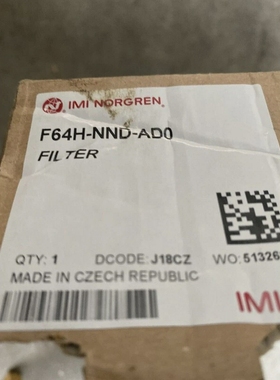 IMI NORGREN
F64H-NND-AD0
FILTER
QTY: 1 DCODE: J18CZ WO: 51326
MADE IN CZECH REPUBLIC
IMI